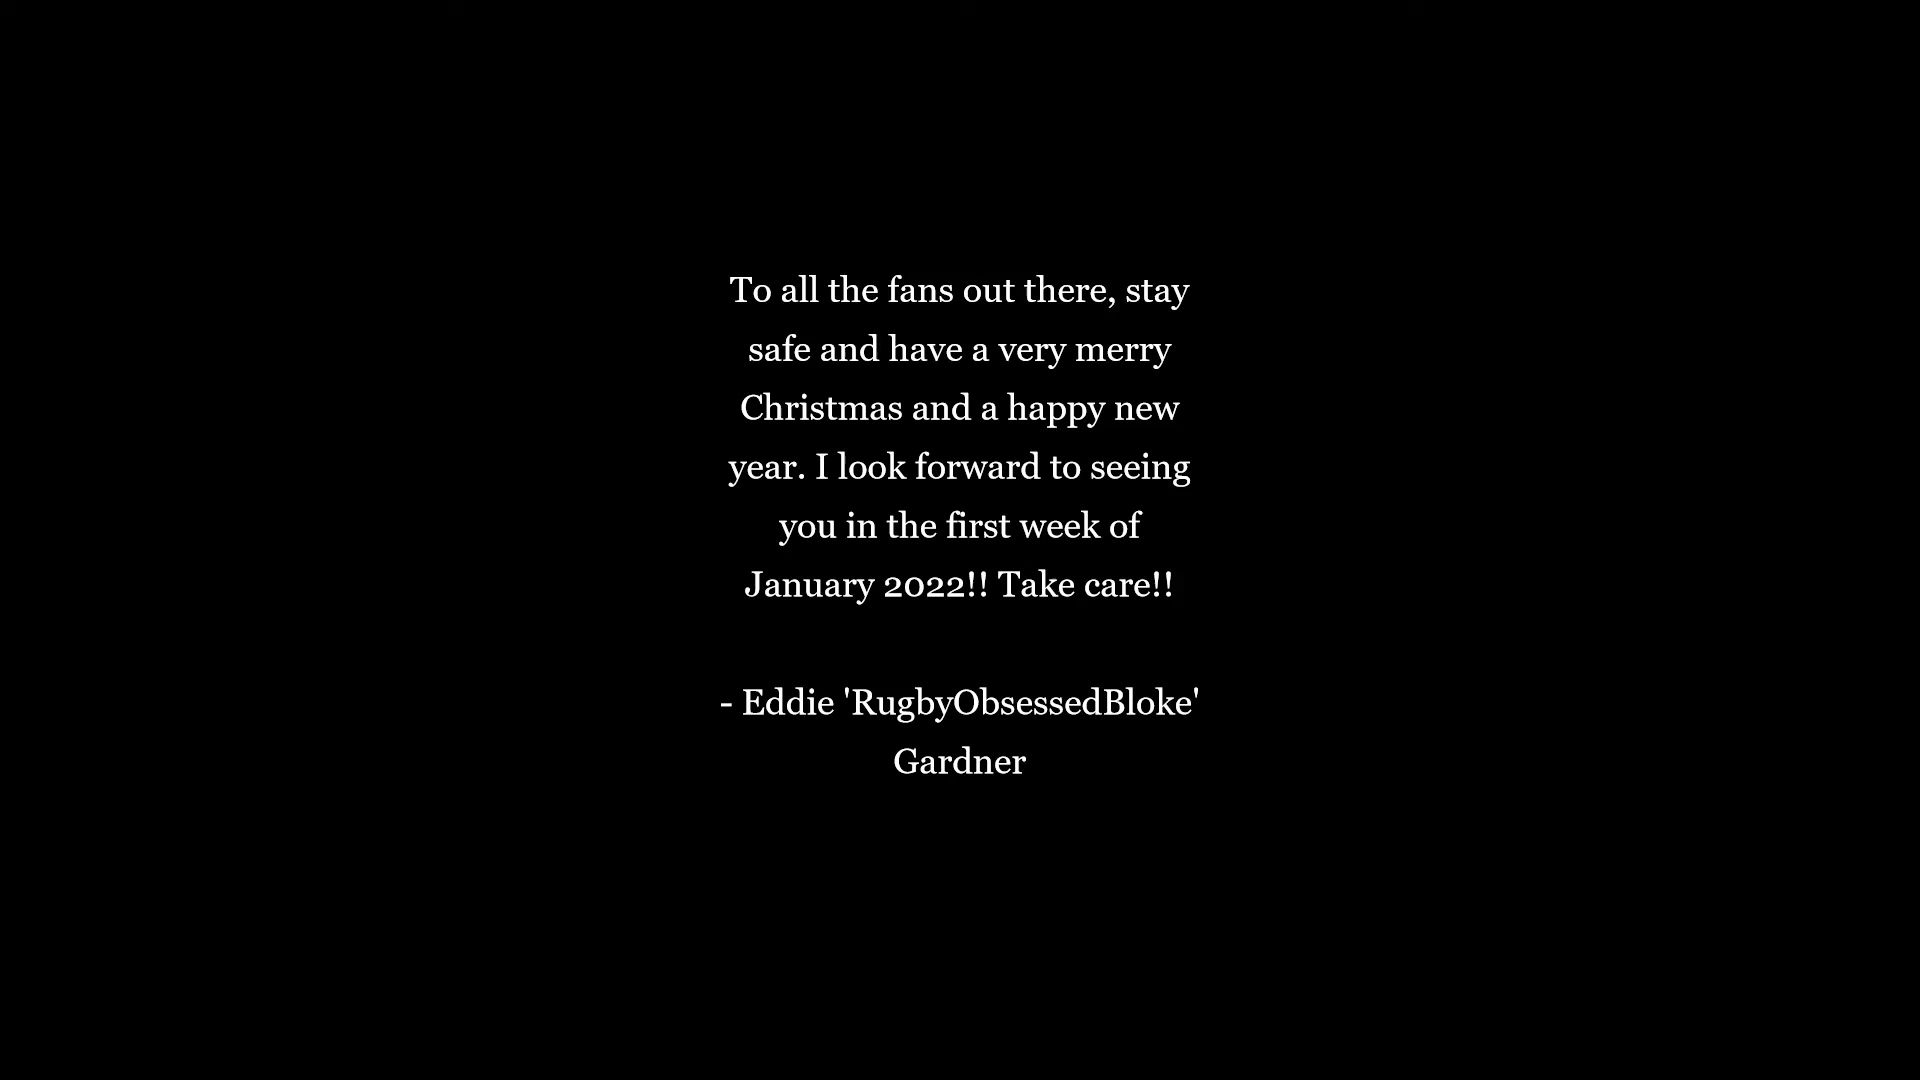 To all the fans out there, stay
safe and have a very merry
Christmas and a happy new
year. I look forward to seeing
you in the first week of
January 2022!! Take care!!
- Eddie 'RugbyObsessedBloke'
Gardner